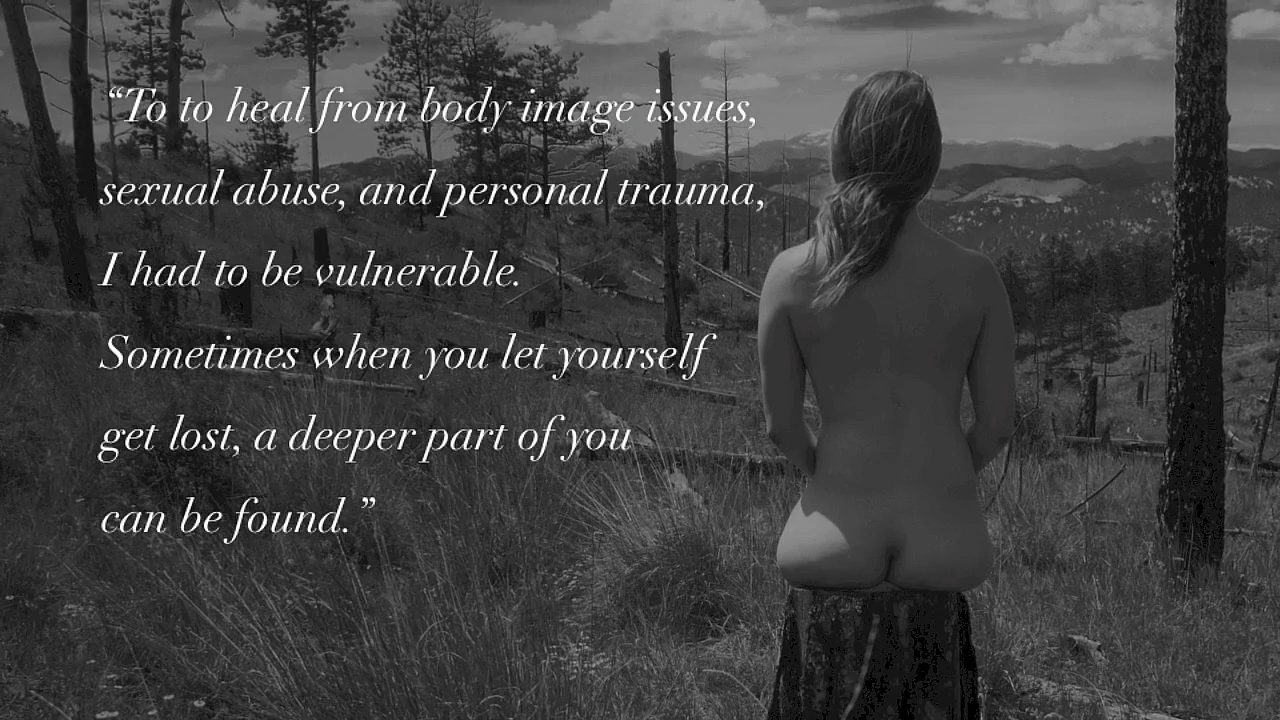 “To to heal from body image issues,
sexual abuse, and personal trauma,
I had to be vulnerable.
Sometimes when you let yourself
get lost, a deeper part of you
can be found.”